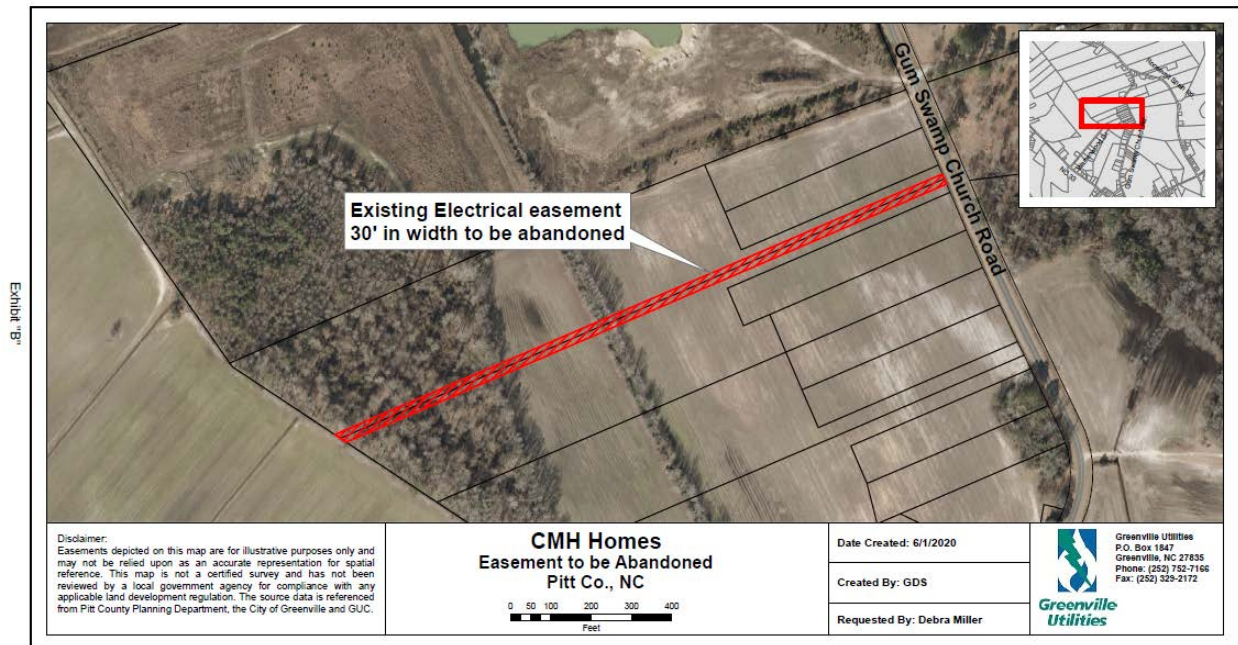 Exhibit "B"
Gum Swamp Church Road
Existing Electrical easement
30' in width to be abandoned
Disclaimer:
Easements depicted on this map are for illustrative purposes only and
may not be relied upon as an accurate representation for spatial
reference. This map is not a certified survey and has not been
reviewed by a local government agency for compliance with any
applicable land development regulation. The source data is referenced
from Pitt County Planning Department, the City of Greenville and GUC.
CMH Homes
Easement to be Abandoned
Pitt Co., NC
0 50 100 200 300 400
Feet
Date Created: 6/1/2020
Created By: GDS
Requested By: Debra Miller
Greenville
Utilities
Greenville Utilities
P.O. Box 1847
Greenville, NC 27835
Phone: (252) 752-7166
Fax: (252) 329-2172